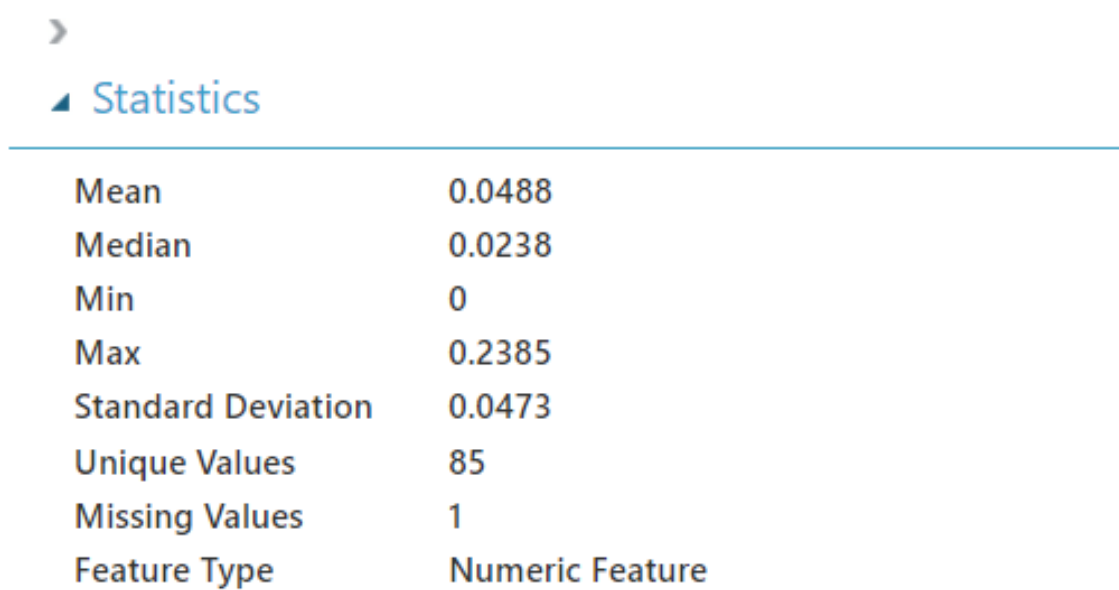 Statistics
Mean 0.0488
Median 0.0238
Min 0
Max 0.2385
Standard Deviation 0.0473
Unique Values 85
Missing Values 1
Feature Type Numeric Feature